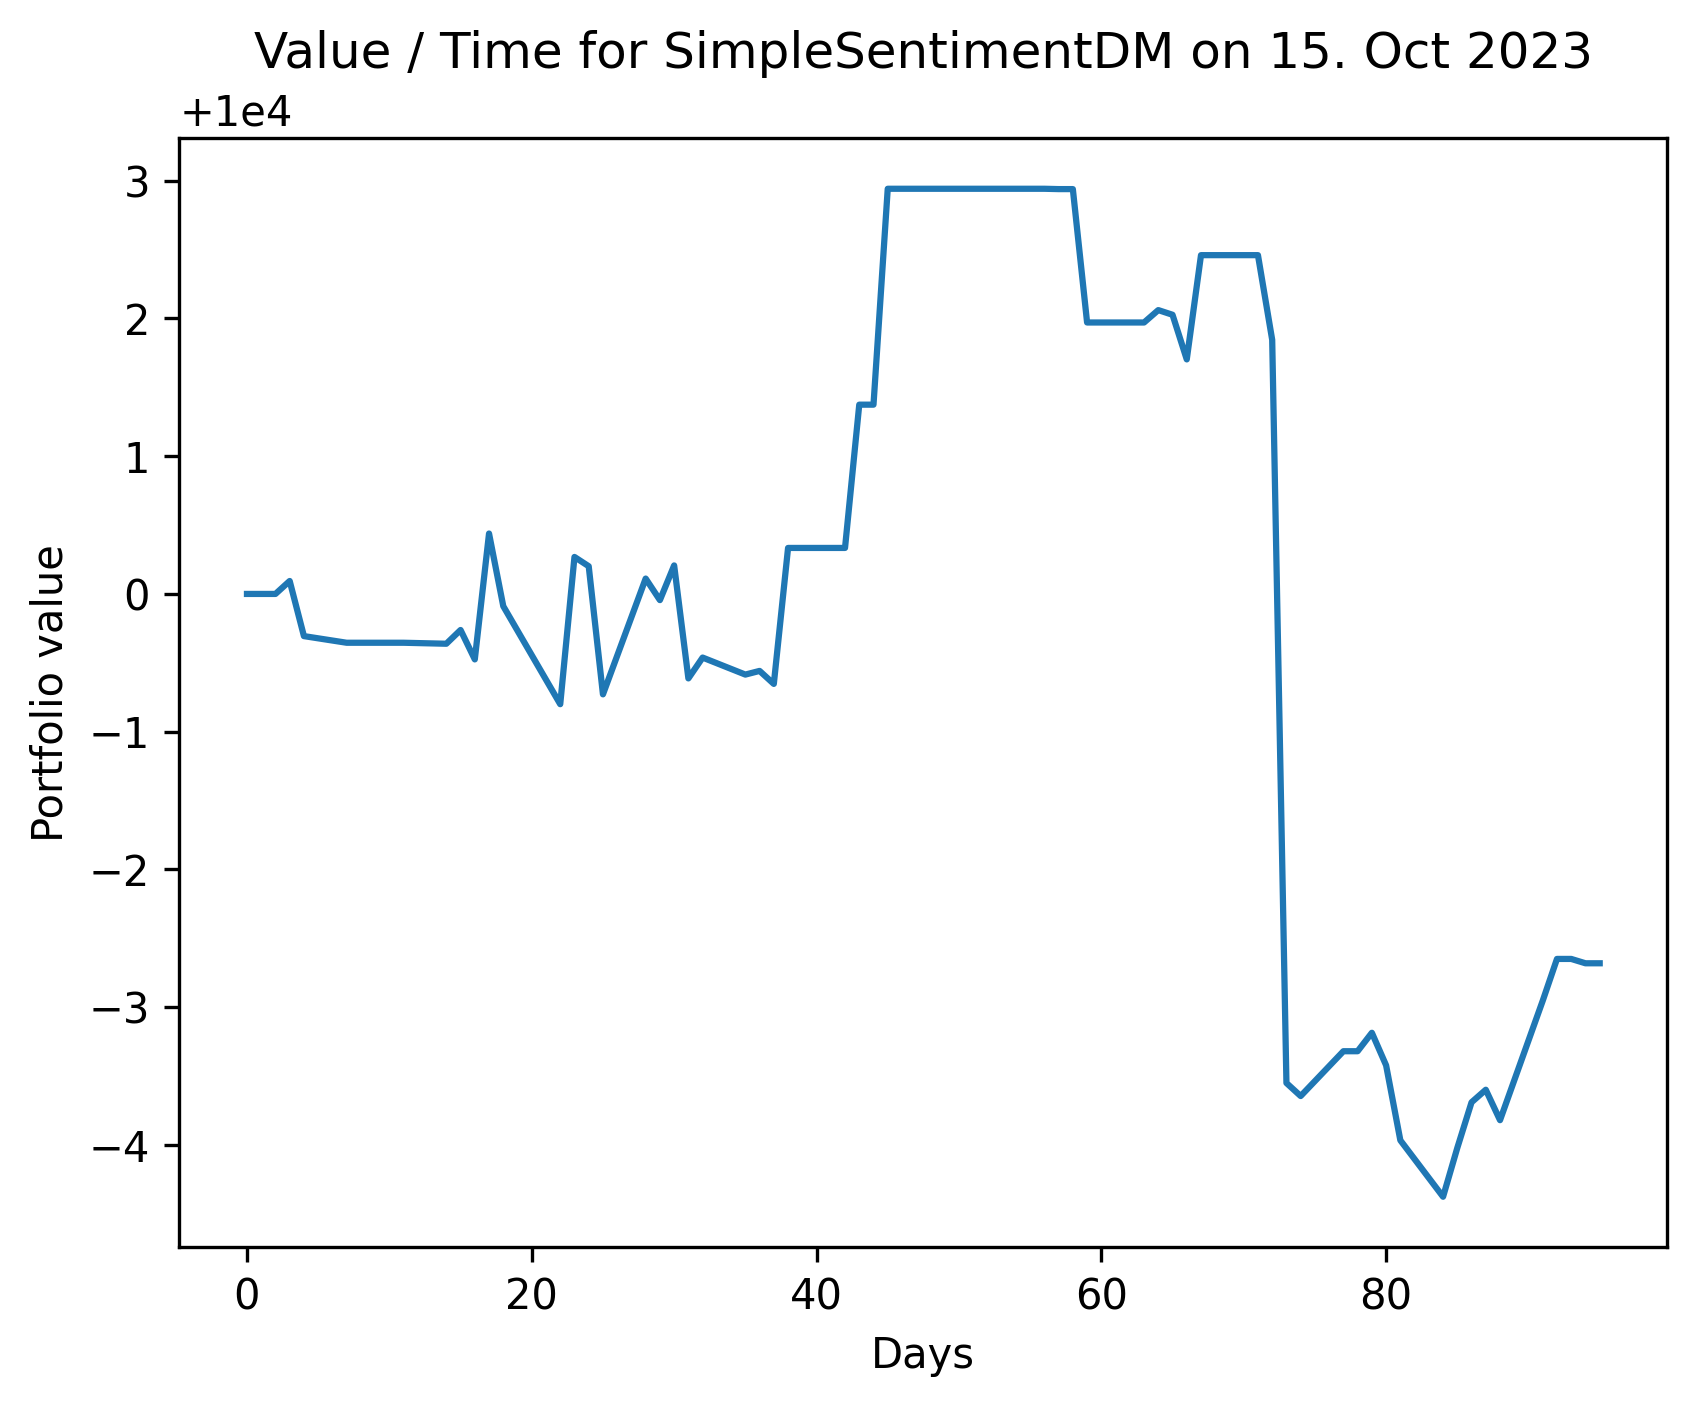 Value / Time for SimpleSentimentDM on 15. Oct 2023
+1e4
3
2
1
0
−1
−2
−3
−4
Portfolio value
0 20 40 60 80
Days